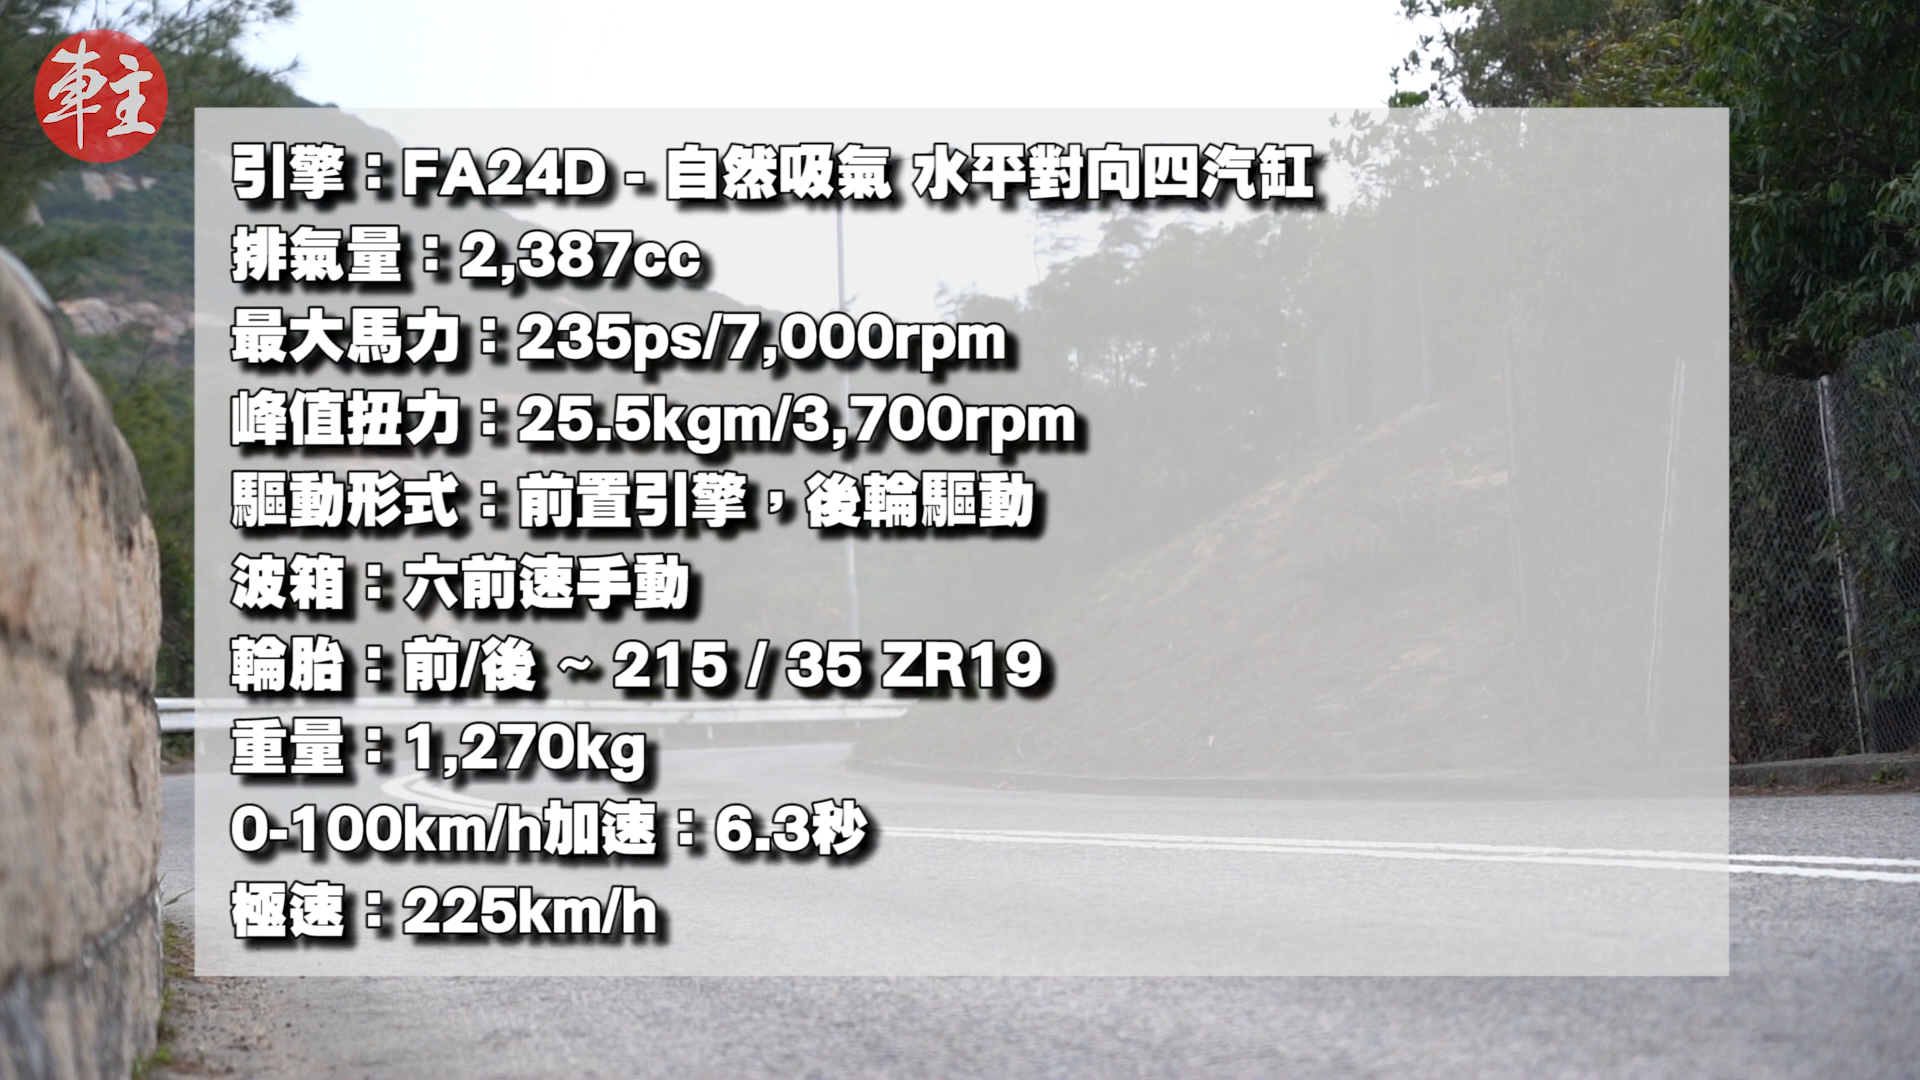 車主
引擎：FA24D - 自然吸氣 水平對向四汽缸
排氣量：2,387cc
最大馬力：235ps/7,000rpm
峰值扭力：25.5kgm/3,700rpm
驅動形式：前置引擎，後輪驅動
波箱：六前速手動
輪胎：前/後 ~ 215 / 35 ZR19
重量：1,270kg
0-100km/h加速：6.3秒
極速：225km/h